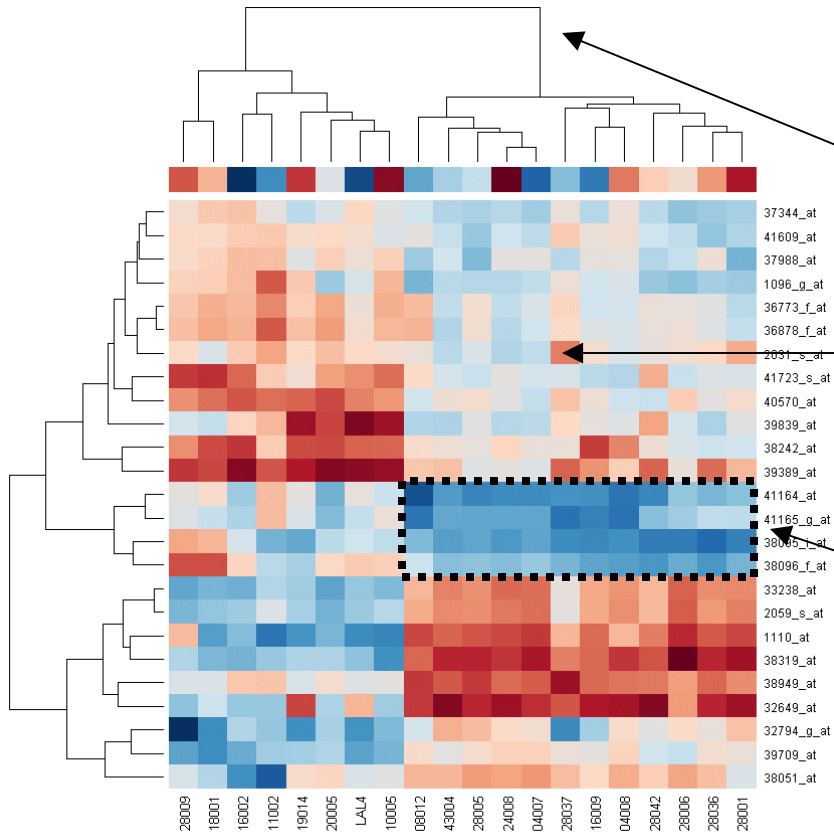 37344_at
41609_at
37988_at
1096_g_at
36773_f_at
36878_f_at
2031_s_at
41723_s_at
40570_at
39839_at
38242_at
39389_at
41164_at
41165_g_at
38095_i_at
38096_f_at
33238_at
2059_s_at
1110_at
38319_at
38949_at
32649_at
32794_g_at
39709_at
38051_at
28009
18001
16002
11002
19014
20005
LAL4
10005
08012
43004
28005
24008
04007
28037
16009
04008
28042
28006
28036
28001